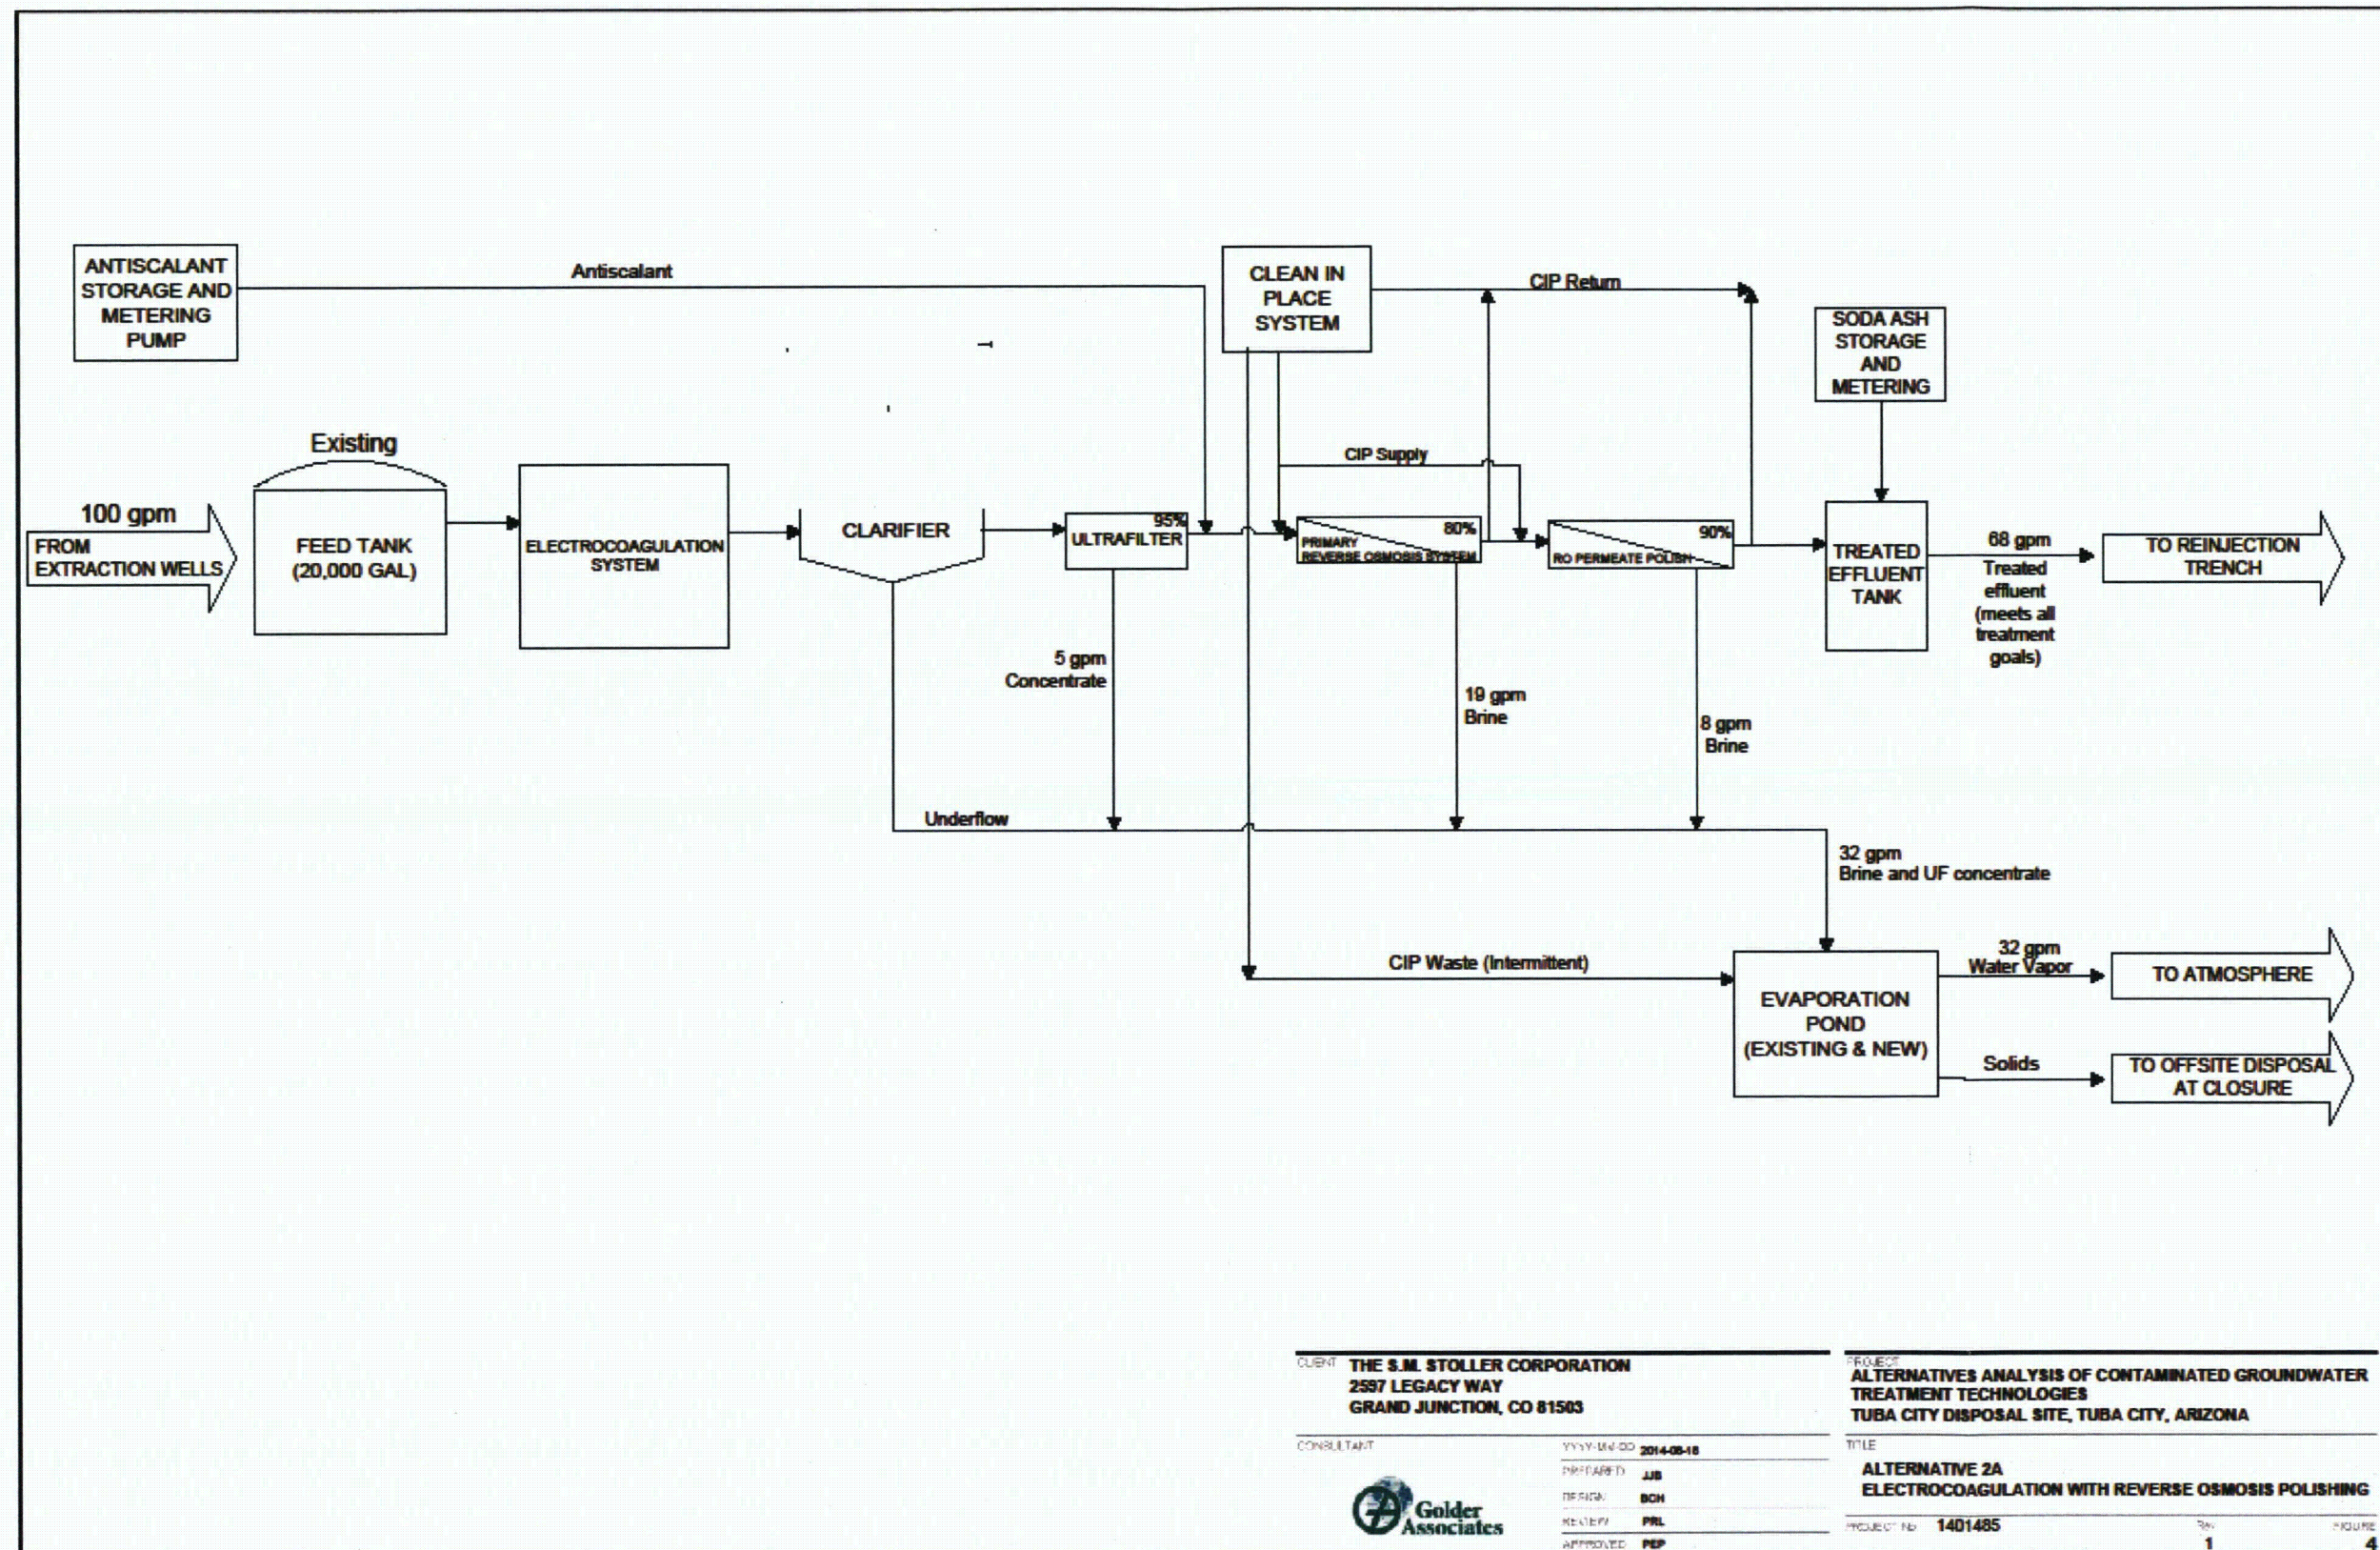 ANTISCALANT
STORAGE AND
METERING
PUMP
Antiscalant
CLEAN IN
PLACE
SYSTEM
CIP Return
SODA ASH
STORAGE
AND
METERING
CIP Supply
Existing
100 gpm
FROM
EXTRACTION WELLS
FEED TANK
(20,000 GAL)
ELECTROCOAGULATION
SYSTEM
CLARIFIER
95%
ULTRAFILTER
80%
PRIMARY
REVERSE OSMOSIS SYSTEM
90%
RO PERMEATE POLISH
TREATED
EFFLUENT
TANK
68 gpm
Treated
effluent
(meets all
treatment
goals)
TO REINJECTION
TRENCH
5 gpm
Concentrate
19 gpm
Brine
8 gpm
Brine
Underflow
32 gpm
Brine and UF concentrate
CIP Waste (Intermittent)
EVAPORATION
POND
(EXISTING & NEW)
32 gpm
Water Vapor
TO ATMOSPHERE
Solids
TO OFFSITE DISPOSAL
AT CLOSURE
CLIENT
THE S.M. STOLLER CORPORATION
2597 LEGACY WAY
GRAND JUNCTION, CO 81503
PROJECT
ALTERNATIVES ANALYSIS OF CONTAMINATED GROUNDWATER
TREATMENT TECHNOLOGIES
TUBA CITY DISPOSAL SITE, TUBA CITY, ARIZONA
CONSULTANT
Golder
Associates
YYYY-MM-DD
PREPARED JJB
DESIGN BCH
REVIEW PRL
APPROVED PEP
TITLE
ALTERNATIVE 2A
ELECTROCOAGULATION WITH REVERSE OSMOSIS POLISHING
PROJECT No 1401485
Rev
1
FIGURE
4